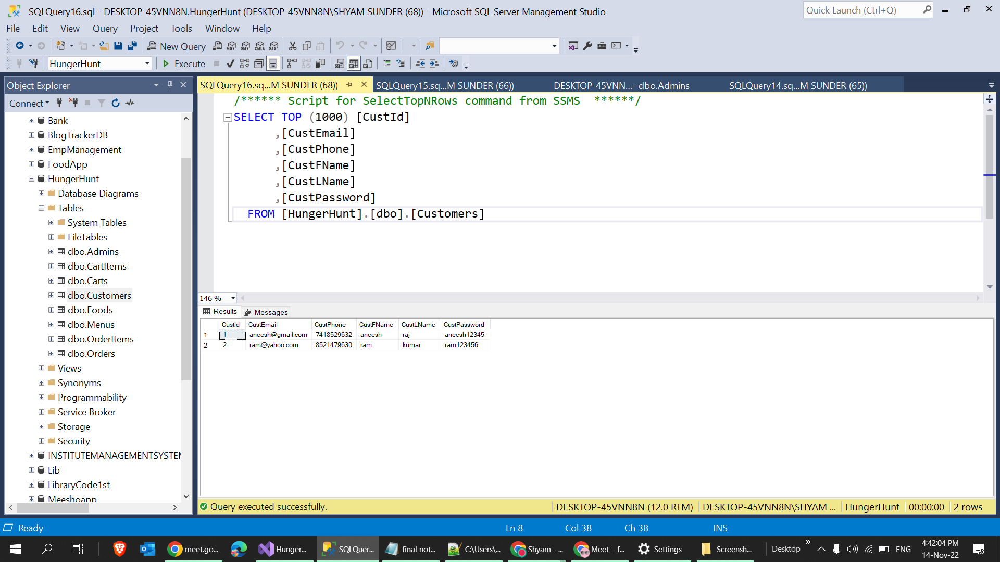 SQLQuery16.sql - DESKTOP-45VNN8N.HungerHunt (DESKTOP-45VNN8N\SHYAM SUNDER (68)) - Microsoft SQL Server Management Studio
Quick Launch (Ctrl+Q)
File Edit View Query Project Tools Window Help
New Query
MDX DMX XMLA DAX
HungerHunt
Execute
Object Explorer
Connect
Bank
BlogTrackerDB
EmpManagement
FoodApp
HungerHunt
Database Diagrams
Tables
System Tables
FileTables
dbo.Admins
dbo.CartItems
dbo.Carts
dbo.Customers
dbo.Foods
dbo.Menus
dbo.OrderItems
dbo.Orders
Views
Synonyms
Programmability
Service Broker
Storage
Security
INSTITUTEMANAGEMENTSYSTEM
Lib
LibraryCode1st
Meeshoapp
SQLQuery16.sq...M SUNDER (68)) SQLQuery15.sq...M SUNDER (66)) DESKTOP-45VNN...- dbo.Admins SQLQuery14.sq...M SUNDER (65))
/****** Script for SelectTopNRows command from SSMS  ******/
SELECT TOP (1000) [CustId]
,[CustEmail]
,[CustPhone]
,[CustFName]
,[CustLName]
,[CustPassword]
FROM [HungerHunt].[dbo].[Customers]
146 %
Results Messages
CustId CustEmail CustPhone CustFName CustLName CustPassword
1 1 aneesh@gmail.com 7418529632 aneesh raj aneesh12345
2 2 ram@yahoo.com 8521479630 ram kumar ram123456
Query executed successfully. DESKTOP-45VNN8N (12.0 RTM) DESKTOP-45VNN8N\SHYAM ... HungerHunt 00:00:00 2 rows
Ready Ln 8 Col 38 Ch 38 INS
meet.go... Hunger... SQLQuer... final not... C:\Users\... Shyam - ... Meet – f... Settings Screensh... Desktop ENG
4:42:04 PM
14-Nov-22